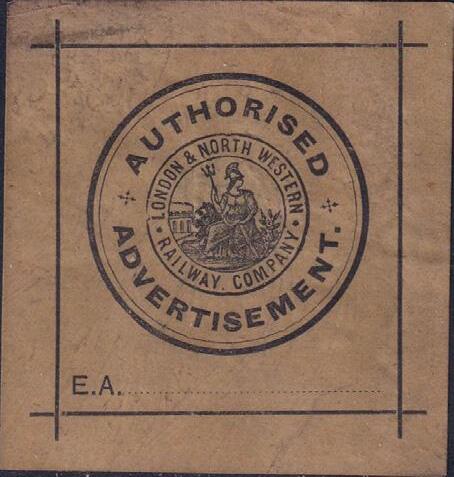 AUTHORISED
ADVERTISEMENT.
LONDON & NORTH WESTERN
RAILWAY. COMPANY
E.A.